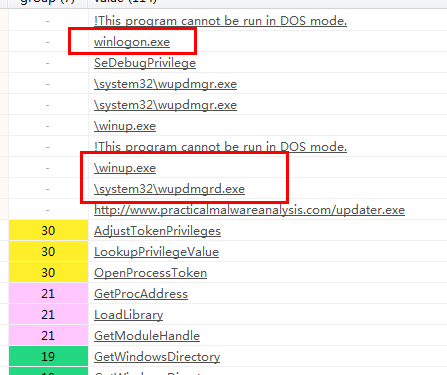 group (7) value (114)
- !This program cannot be run in DOS mode.
- winlogon.exe
- SeDebugPrivilege
- \system32\wupdmgr.exe
- \system32\wupdmgr.exe
- \winup.exe
- !This program cannot be run in DOS mode.
- \winup.exe
- \system32\wupdmgrd.exe
- http://www.practicalmalwareanalysis.com/updater.exe
30 AdjustTokenPrivileges
30 LookupPrivilegeValue
30 OpenProcessToken
21 GetProcAddress
21 LoadLibrary
21 GetModuleHandle
19 GetWindowsDirectory